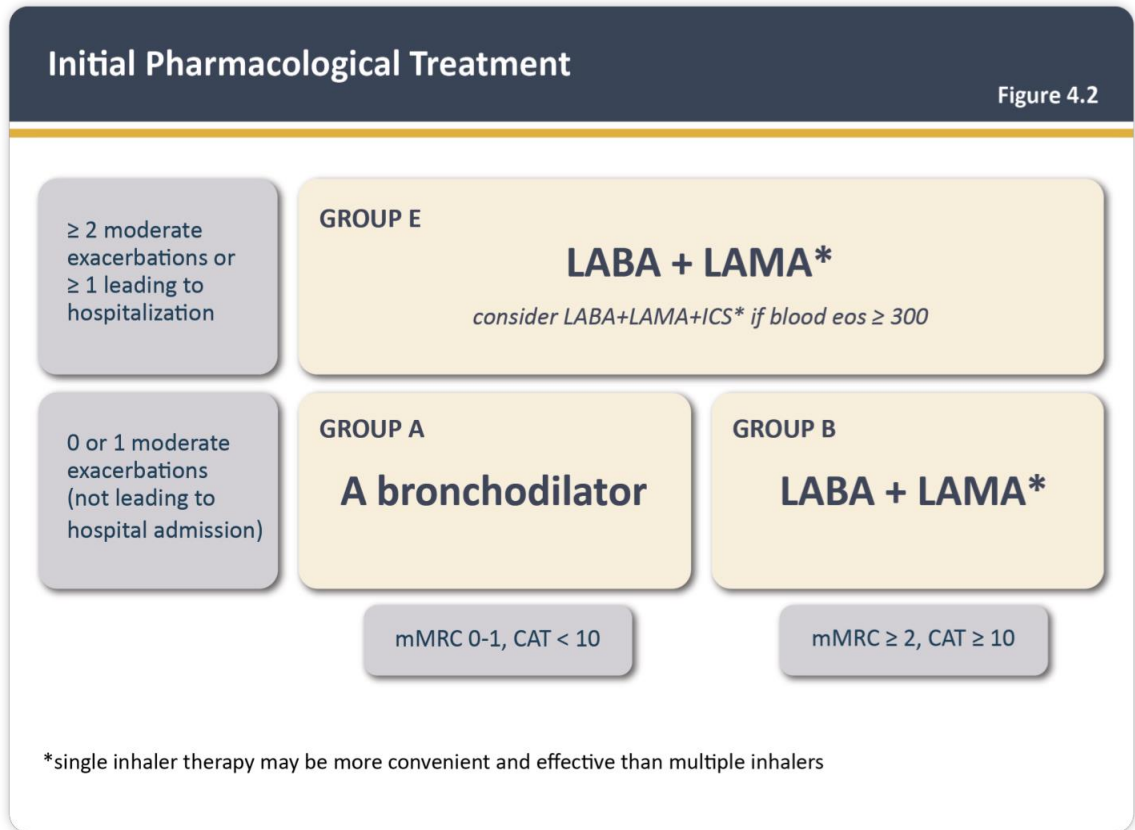 Initial Pharmacological Treatment
Figure 4.2
≥ 2 moderate
exacerbations or
≥ 1 leading to
hospitalization
GROUP E
LABA + LAMA*
consider LABA+LAMA+ICS* if blood eos ≥ 300
0 or 1 moderate
exacerbations
(not leading to
hospital admission)
GROUP A
A bronchodilator
GROUP B
LABA + LAMA*
mMRC 0-1, CAT < 10
mMRC ≥ 2, CAT ≥ 10
*single inhaler therapy may be more convenient and effective than multiple inhalers